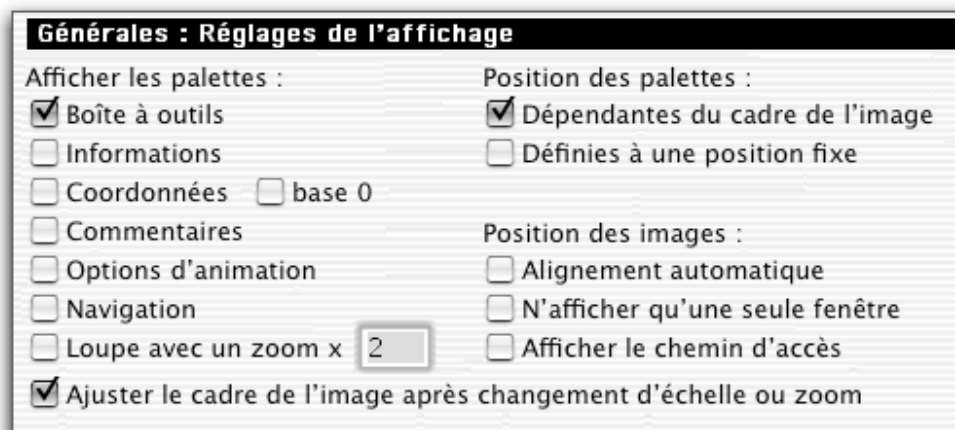 Générales : Réglages de l'affichage
Afficher les palettes :
Boîte à outils
Informations
Coordonnées base 0
Commentaires
Options d'animation
Navigation
Loupe avec un zoom x 2
Position des palettes :
Dépendantes du cadre de l'image
Définies à une position fixe
Position des images :
Alignement automatique
N'afficher qu'une seule fenêtre
Afficher le chemin d'accès
Ajuster le cadre de l'image après changement d'échelle ou zoom